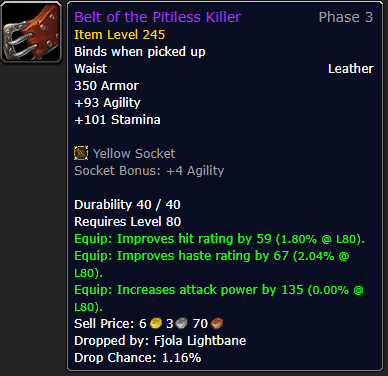 Belt of the Pitiless Killer Phase 3
Item Level 245
Binds when picked up
Waist Leather
350 Armor
+93 Agility
+101 Stamina
Yellow Socket
Socket Bonus: +4 Agility
Durability 40 / 40
Requires Level 80
Equip: Improves hit rating by 59 (1.80% @ L80).
Equip: Improves haste rating by 67 (2.04% @
L80).
Equip: Increases attack power by 135 (0.00% @
L80).
Sell Price: 6 3 70
Dropped by: Fjola Lightbane
Drop Chance: 1.16%